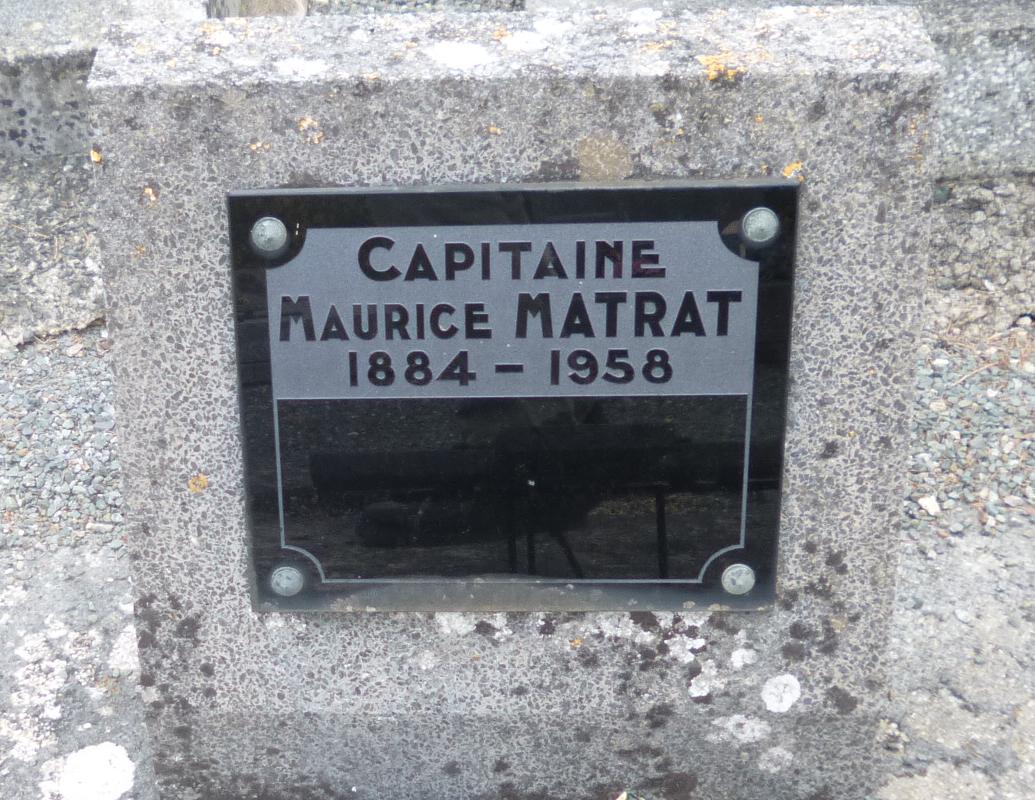 CAPITAINE
MAURICE MATRAT
1884 - 1958